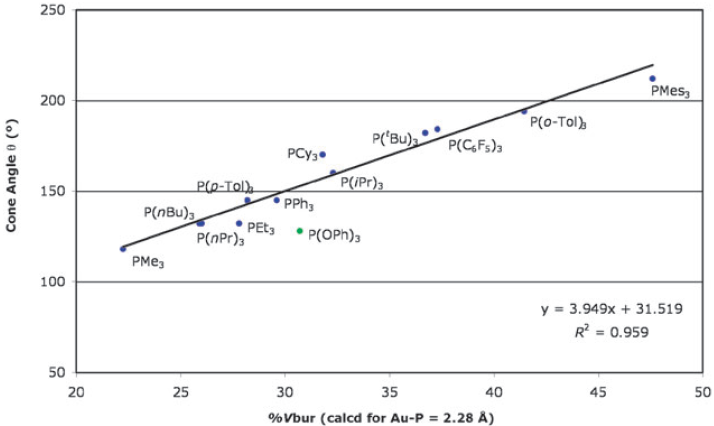 250
200
150
100
50
Cone Angle θ (°)
PMes₃
P(o-Tol)₃
P(ᵗBu)₃
P(C₆F₅)₃
PCy₃
P(iPr)₃
P(p-Tol)₃
PPh₃
P(nBu)₃
P(nPr)₃
PEt₃
P(OPh)₃
PMe₃
y = 3.949x + 31.519
R² = 0.959
20 25 30 35 40 45 50
%Vbur (calcd for Au-P = 2.28 Å)